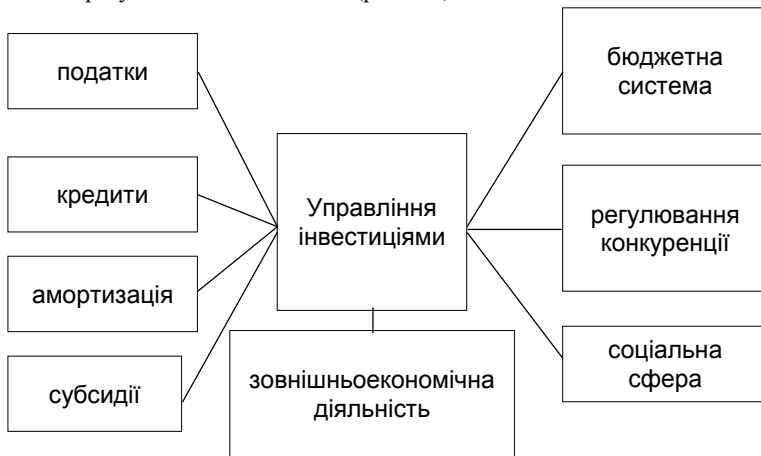 податки
кредити
амортизація
субсидії
Управління
інвестиціями
зовнішньоекономічна
діяльність
бюджетна
система
регулювання
конкуренції
соціальна
сфера